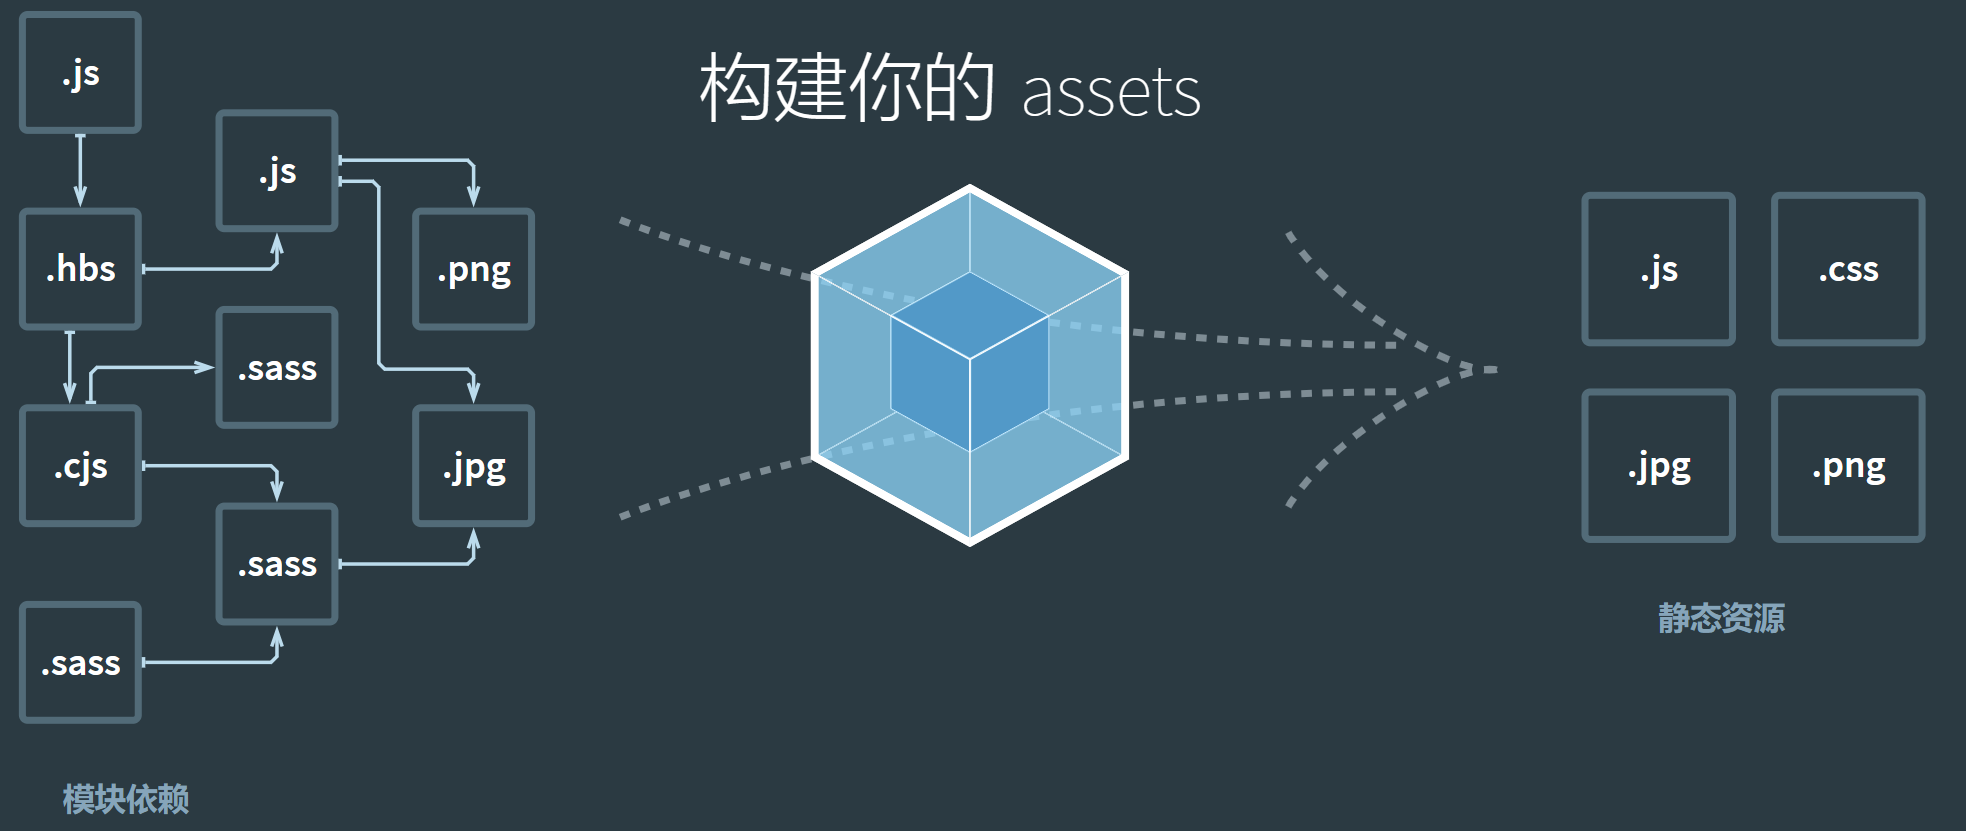 构建你的 assets
.js
.js
.hbs
.png
.sass
.cjs
.jpg
.sass
.sass
模块依赖
.js
.css
.jpg
.png
静态资源